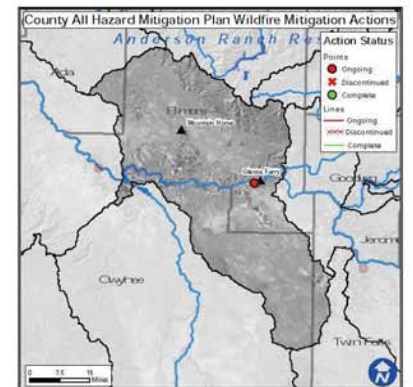 County All Hazard Mitigation Plan Wildfire Mitigation Actions
Anderson Ranch Res
Action Status
Points
Ongoing
Discontinued
Complete
Lines
Ongoing
Discontinued
Complete
Ada
Elmore
Mountain Home
Glenns Ferry
Gooding
Jerome
Owyhee
Twin Falls
0 7.5 15
Miles
N